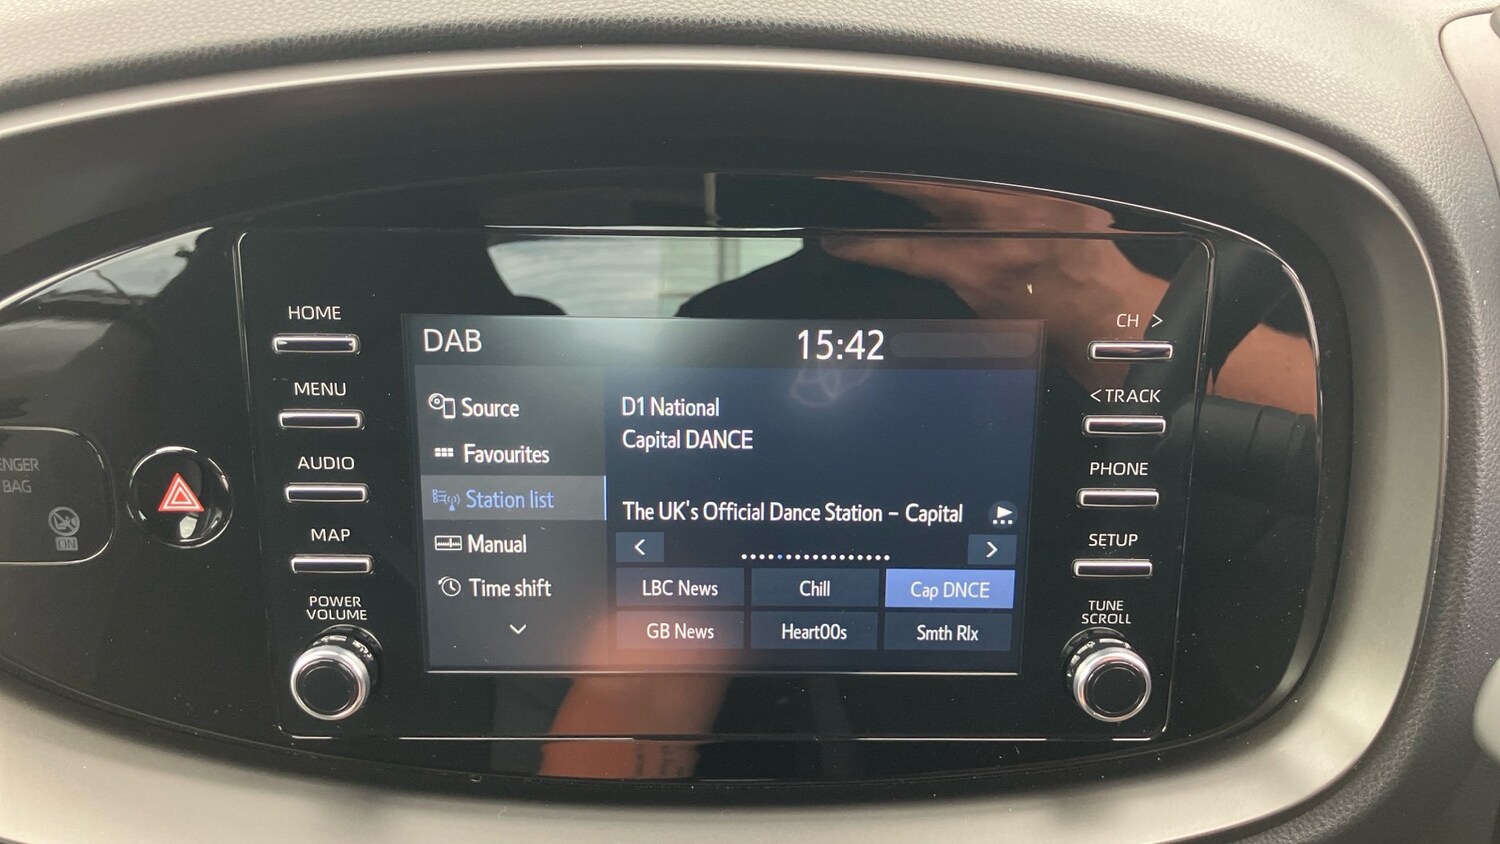 HOME
MENU
AUDIO
MAP
POWER
VOLUME
ENGER
BAG
ON
DAB
15:42
Source
Favourites
Station list
Manual
Time shift
D1 National
Capital DANCE
The UK's Official Dance Station – Capital
<
>
LBC News
Chill
Cap DNCE
GB News
Heart00s
Smth Rlx
CH >
< TRACK
PHONE
SETUP
TUNE
SCROLL